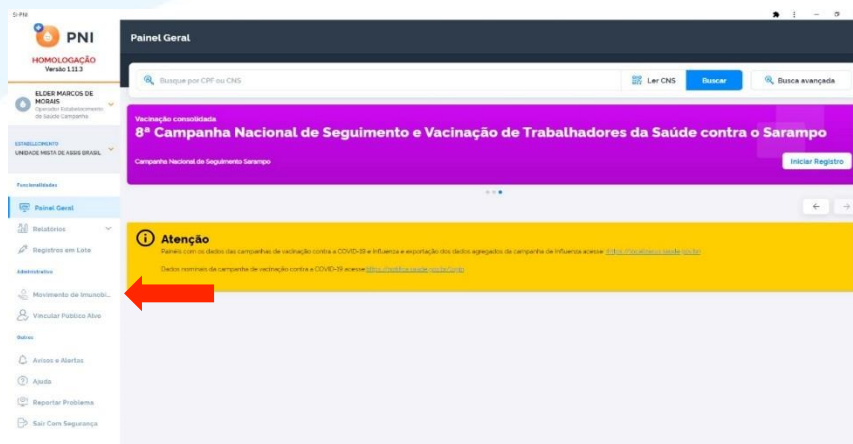 SI-PNI
PNI
HOMOLOGAÇÃO
Versão 1.11.3
ELDER MARCOS DE
MORAIS
Operador Estabelecimento
de Saúde Campanha
ESTABELECIMENTO
UNIDADE MISTA DE ASSIS BRASIL
Funcionalidades
Painel Geral
Relatórios
Registros em Lote
Administrativo
Movimento de Imunobi...
Vincular Público Alvo
Outros
Avisos e Alertas
Ajuda
Reportar Problema
Sair Com Segurança
Painel Geral
Busque por CPF ou CNS
Ler CNS
Buscar
Busca avançada
Vacinação consolidada
8ª Campanha Nacional de Seguimento e Vacinação de Trabalhadores da Saúde contra o Sarampo
Campanha Nacional de Seguimento Sarampo
Iniciar Registro
Atenção
Paineis com os dados das campanhas de vacinação contra a COVID-19 e Influenza e exportação dos dados agregados da campanha de Influenza acesse:
Dados nominais da campanha de vacinação contra a COVID-19 acesse